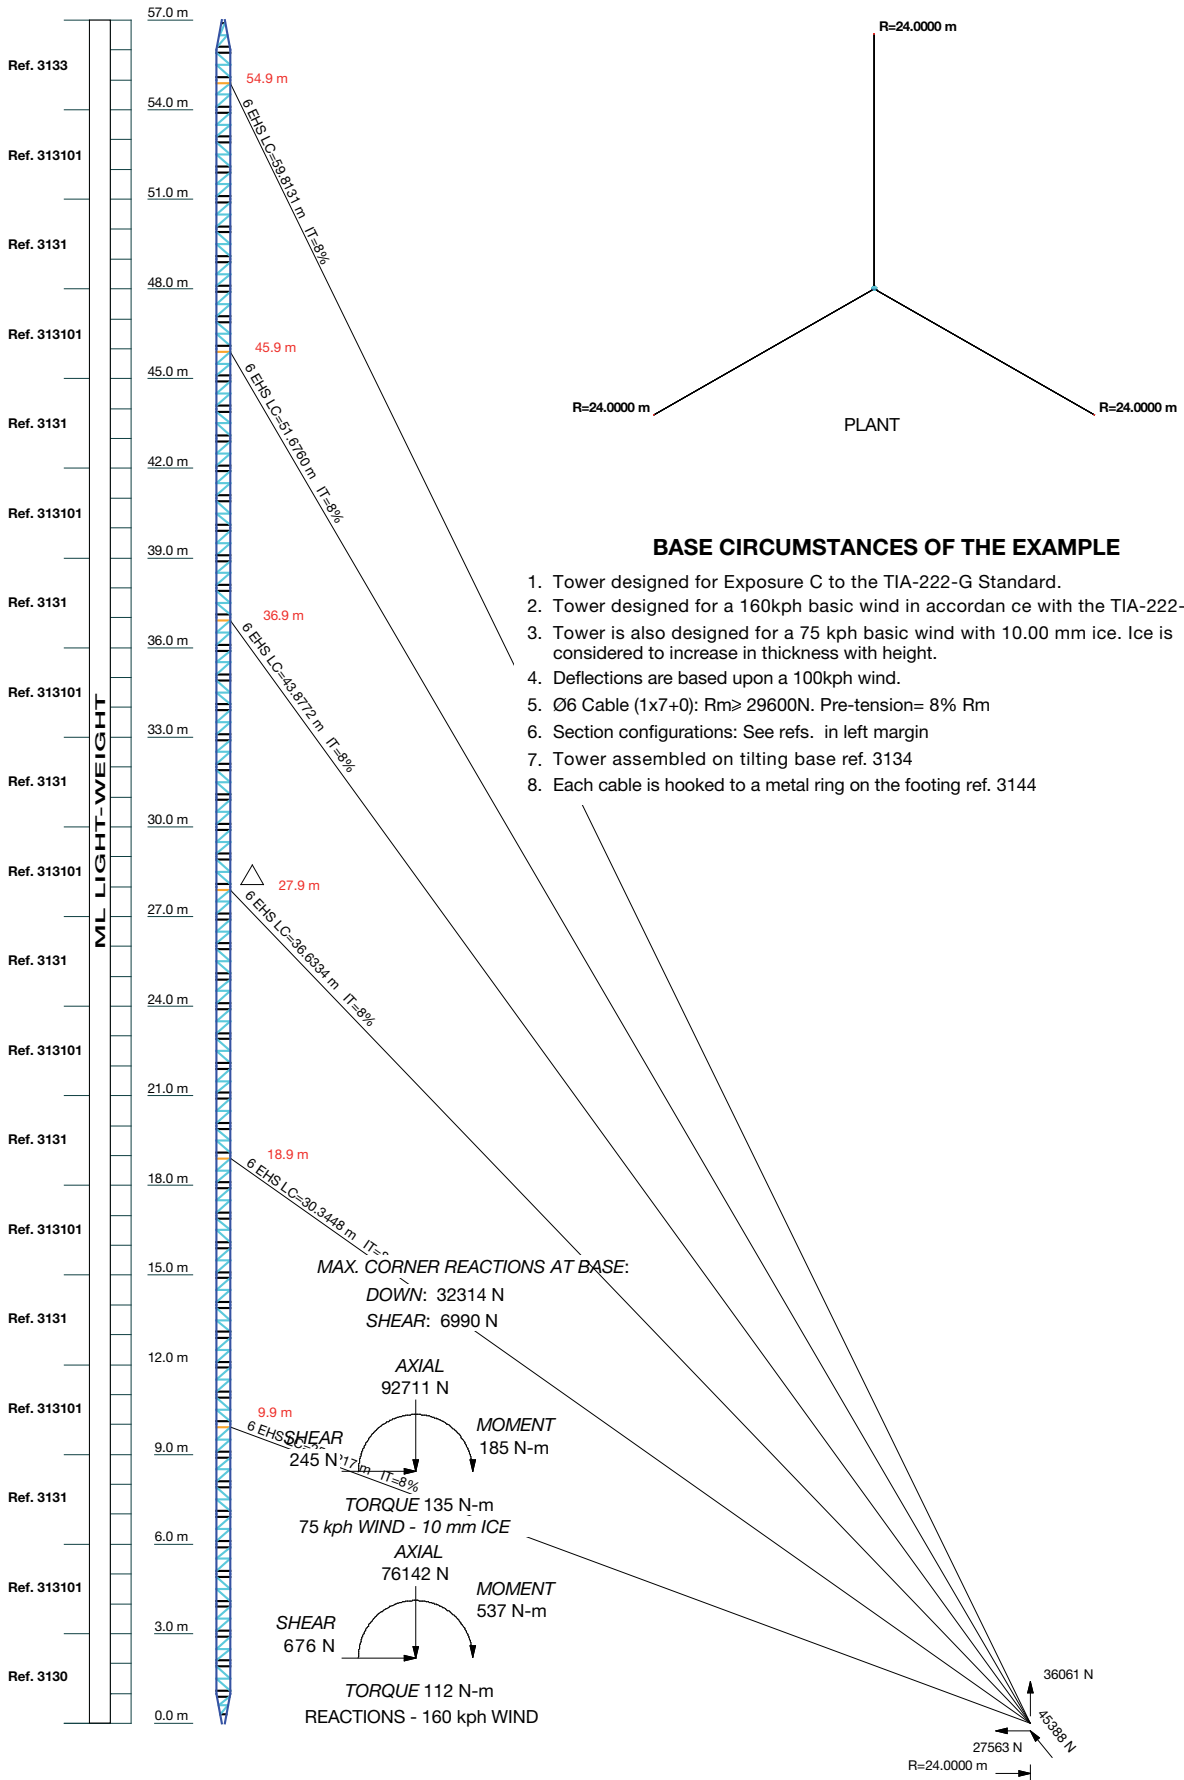 57.0 m
R=24.0000 m
Ref. 3133
54.9 m
6 EHS LC=59.8131 m IT=8%
54.0 m
Ref. 313101
51.0 m
Ref. 3131
48.0 m
Ref. 313101
45.9 m
6 EHS LC=51.6760 m IT=8%
45.0 m
R=24.0000 m
R=24.0000 m
Ref. 3131
PLANT
42.0 m
Ref. 313101
39.0 m
BASE CIRCUMSTANCES OF THE EXAMPLE
1. Tower designed for Exposure C to the TIA-222-G Standard.
2. Tower designed for a 160kph basic wind in accordan ce with the TIA-222-
3. Tower is also designed for a 75 kph basic wind with 10.00 mm ice. Ice is
considered to increase in thickness with height.
4. Deflections are based upon a 100kph wind.
5. Ø6 Cable (1x7+0): Rm≥ 29600N. Pre-tension= 8% Rm
6. Section configurations: See refs. in left margin
7. Tower assembled on tilting base ref. 3134
8. Each cable is hooked to a metal ring on the footing ref. 3144
Ref. 3131
36.9 m
6 EHS LC=43.8772 m IT=8%
36.0 m
Ref. 313101
33.0 m
ML LIGHT-WEIGHT
Ref. 3131
30.0 m
Ref. 313101
27.9 m
6 EHS LC=36.6334 m IT=8%
27.0 m
Ref. 3131
24.0 m
Ref. 313101
21.0 m
Ref. 3131
18.9 m
6 EHS LC=30.3448 m
18.0 m
Ref. 313101
15.0 m
MAX. CORNER REACTIONS AT BASE:
DOWN: 32314 N
SHEAR: 6990 N
Ref. 3131
12.0 m
AXIAL
92711 N
Ref. 313101
9.9 m
6 EHS
IT=8%
SHEAR
245 N
MOMENT
185 N-m
9.0 m
Ref. 3131
TORQUE 135 N-m
75 kph WIND - 10 mm ICE
6.0 m
AXIAL
76142 N
Ref. 313101
MOMENT
537 N-m
SHEAR
676 N
3.0 m
Ref. 3130
TORQUE 112 N-m
REACTIONS - 160 kph WIND
0.0 m
36061 N
45388 N
27563 N
R=24.0000 m